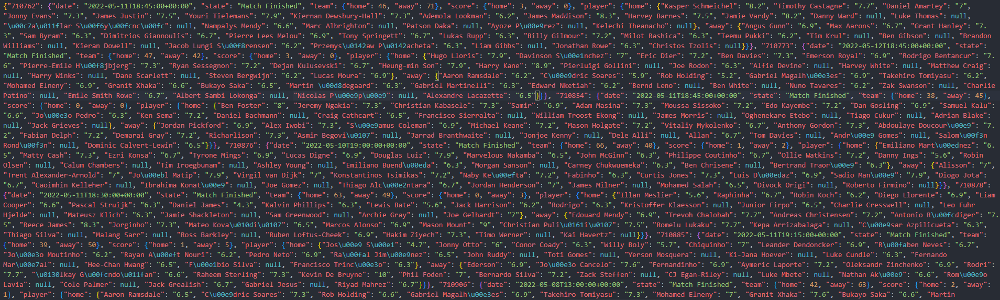 {"710762": {"date": "2022-05-11T18:45:00+00:00", "state": "Match Finished", "team": {"home": 46, "away": 71}, "score": {"home": 3, "away": 0}, "player": {"home": {"Kasper Schmeichel": "8.2", "Timothy Castagne": "7.7", "Daniel Amartey": "7",
"Jonny Evans": "7.3", "James Justin": "7.5", "Youri Tielemans": "7.9", "Kiernan Dewsbury-Hall": "7.3", "Ademola Lookman": "6.2", "James Maddison": "8.3", "Harvey Barnes": "7.5", "Jamie Vardy": "8.2", "Danny Ward": null, "Luke Thomas": null,
"\u00c7a\u011flar S\u00f6y\u00fcnc\u00fc": null, "Nampalys Mendy": "6.6", "Marc Albrighton": null, "Patson Daka": null, "Ayoze P\u00e9rez": null, "Kelechi Iheanacho": null}, "away": {"Angus Gunn": "6.9", "Max Aarons": "6.7", "Grant Hanley": "7.
3", "Sam Byram": "6.3", "Dimitrios Giannoulis": "6.7", "Pierre Lees Melou": "6.9", "Tony Springett": "6.7", "Lukas Rupp": "6.3", "Billy Gilmour": "7.2", "Milot Rashica": "6.3", "Teemu Pukki": "6.2", "Tim Krul": null, "Ben Gibson": null, "Brandon
Williams": null, "Kieran Dowell": null, "Jacob Lungi S\u00f8rensen": "6.2", "Przemys\u0142aw P\u0142acheta": "6.3", "Liam Gibbs": null, "Jonathan Rowe": "6.3", "Christos Tzolis": null}}}, "710773": {"date": "2022-05-12T18:45:00+00:00", "state":
"Match Finished", "team": {"home": 47, "away": 42}, "score": {"home": 3, "away": 0}, "player": {"home": {"Hugo Lloris": "7.9", "Davinson S\u00e1nchez": "7", "Eric Dier": "7.2", "Ben Davies": "7.3", "Emerson Royal": "6.9", "Rodrigo Bentancur": "7.
6", "Pierre-Emile H\u00f8jbjerg": "7.3", "Ryan Sessegnon": "7.2", "Dejan Kulusevski": "6.7", "Heung-min Son": "7.9", "Harry Kane": "8.9", "Pierluigi Gollini": null, "Joe Rodon": "6.3", "Alfie Devine": null, "Harvey White": null, "Matthew Craig":
null, "Harry Winks": null, "Dane Scarlett": null, "Steven Bergwijn": "6.2", "Lucas Moura": "6.9"}, "away": {"Aaron Ramsdale": "6.2", "C\u00e9dric Soares": "5.9", "Rob Holding": "5.2", "Gabriel Magalh\u00e3es": "6.9", "Takehiro Tomiyasu": "6.2",
"Mohamed Elneny": "6.9", "Granit Xhaka": "6.6", "Bukayo Saka": "6.5", "Martin \u00d8degaard": "6.3", "Gabriel Martinelli": "6.3", "Edward Nketiah": "6.2", "Bernd Leno": null, "Ben White": null, "Nuno Tavares": "6.2", "Zak Swanson": null, "Charlie
Patino": null, "Emile Smith Rowe": "6.7", "Albert Sambi Lokonga": null, "Nicolas P\u00e9p\u00e9": null, "Alexandre Lacazette": "6.5"}}}, "710854": {"date": "2022-05-11T18:45:00+00:00", "state": "Match Finished", "team": {"home": 38, "away": 45},
"score": {"home": 0, "away": 0}, "player": {"home": {"Ben Foster": "8", "Jeremy Ngakia": "7.3", "Christian Kabasele": "7.3", "Samir": "6.9", "Adam Masina": "7.3", "Moussa Sissoko": "7.2", "Edo Kayembe": "7.2", "Dan Gosling": "6.9", "Samuel Kalu":
"6.6", "Jo\u00e3o Pedro": "6.3", "Ken Sema": "7.2", "Daniel Bachmann": null, "Craig Cathcart": "6.5", "Francisco Sierralta": null, "William Troost-Ekong": null, "James Morris": null, "Oghenekaro Etebo": null, "Tiago Cukur": null, "Adrian Blake":
null, "Jack Grieves": null}, "away": {"Jordan Pickford": "6.9", "Alex Iwobi": "7.3", "S\u00e9amus Coleman": "6.9", "Michael Keane": "7.2", "Mason Holgate": "7.2", "Vitaliy Mykolenko": "6.7", "Anthony Gordon": "7.3", "Abdoulaye Doucour\u00e9": "7.
2", "Fabian Delph": "7.2", "Demarai Gray": "7.2", "Richarlison": "7.3", "Asmir Begovi\u0107": null, "Jarrad Branthwaite": null, "Jonjoe Kenny": null, "Dele Alli": null, "Allan": "6.7", "Tom Davies": null, "Andr\u00e9 Gomes": null, "Salom\u00f3n
Rond\u00f3n": null, "Dominic Calvert-Lewin": "6.5"}}}, "710876": {"date": "2022-05-10T19:00:00+00:00", "state": "Match Finished", "team": {"home": 66, "away": 40}, "score": {"home": 1, "away": 2}, "player": {"home": {"Emiliano Mart\u00ednez": "6.
5", "Matty Cash": "7.3", "Ezri Konsa": "6.7", "Tyrone Mings": "6.9", "Lucas Digne": "6.9", "Douglas Luiz": "7.9", "Marvelous Nakamba": "6.5", "John McGinn": "6.3", "Philippe Coutinho": "6.7", "Ollie Watkins": "7.2", "Danny Ings": "5.6", "Robin
Olsen": null, "Calum Chambers": null, "Tim Iroegbunam": null, "Ashley Young": null, "Emiliano Buend\u00eda": "6.3", "Morgan Sanson": null, "Carney Chukwuemeka": "6.3", "Ben Chrisene": null, "Bertrand Traor\u00e9": "6.3"}, "away": {"Alisson": "7",
"Trent Alexander-Arnold": "7", "Jo\u00ebl Matip": "7.9", "Virgil van Dijk": "7", "Konstantinos Tsimikas": "7.2", "Naby Ke\u00efta": "7.2", "Fabinho": "6.3", "Curtis Jones": "7.3", "Luis D\u00edaz": "6.9", "Sadio Man\u00e9": "7.9", "Diogo Jota":
"6.7", "Caoimhin Kelleher": null, "Ibrahima Konat\u00e9": null, "Joe Gomez": null, "Thiago Alc\u00e2ntara": "6.7", "Jordan Henderson": "7", "James Milner": null, "Mohamed Salah": "6.5", "Divock Origi": null, "Roberto Firmino": null}}}, "710878":
{"date": "2022-05-11T18:30:00+00:00", "state": "Match Finished", "team": {"home": 63, "away": 49}, "score": {"home": 0, "away": 3}, "player": {"home": {"Illan Meslier": "5.6", "Raphinha": "6.7", "Robin Koch": "6.2", "Diego Llorente": "6.9", "Liam
Cooper": "6.6", "Pascal Struijk": "6.3", "Daniel James": "4.3", "Kalvin Phillips": "6.3", "Lewis Bate": "5.6", "Jack Harrison": "6.2", "Rodrigo": "6.3", "Kristoffer Klaesson": null, "Junior Firpo": "6.5", "Charlie Cresswell": null, "Leo Fuhr
Hjelde": null, "Mateusz Klich": "6.3", "Jamie Shackleton": null, "Sam Greenwood": null, "Archie Gray": null, "Joe Gelhardt": "7"}, "away": {"Edouard Mendy": "6.9", "Trevoh Chalobah": "7.7", "Andreas Christensen": "7.2", "Antonio R\u00fcdiger": "7.
5", "Reece James": "8.3", "Jorginho": "7.3", "Mateo Kova\u010di\u0107": "6.5", "Marcos Alonso": "6.9", "Mason Mount": "9", "Christian Puli\u0161i\u0107": "7.5", "Romelu Lukaku": "7.7", "Kepa Arrizabalaga": null, "C\u00e9sar Azpilicueta": "6.3",
"Thiago Silva": null, "Malang Sarr": null, "Ross Barkley": null, "Ruben Loftus-Cheek": "6.9", "Hakim Ziyech": "7.3", "Timo Werner": null, "Kai Havertz": null}}}, "710885": {"date": "2022-05-11T19:15:00+00:00", "state": "Match Finished", "team":
{"home": 39, "away": 50}, "score": {"home": 1, "away": 5}, "player": {"home": {"Jos\u00e9 S\u00e1": "4.7", "Jonny Otto": "6", "Conor Coady": "6.3", "Willy Boly": "5.7", "Chiquinho": "7", "Leander Dendoncker": "6.9", "R\u00faben Neves": "6.7",
"Jo\u00e3o Moutinho": "6.2", "Rayan A\u00eft Nouri": "6.2", "Pedro Neto": "6.9", "Ra\u00fal Jim\u00e9nez": "6.5", "John Ruddy": null, "Toti Gomes": null, "Yerson Mosquera": null, "Ki-Jana Hoever": null, "Luke Cundle": "6.3", "Fernando
Mar\u00e7al": null, "Hee-Chan Hwang": "6.5", "F\u00e1bio Silva": null, "Francisco Trinc\u00e3o": "6.3"}, "away": {"Ederson": "6.9", "Jo\u00e3o Cancelo": "7.6", "Fernandinho": "6.9", "Aymeric Laporte": "7.2", "Oleksandr Zinchenko": "6.9", "Rodri":
"7.7", "\u0130lkay G\u00fcndo\u011fan": "6.6", "Raheem Sterling": "7.3", "Kevin De Bruyne": "10", "Phil Foden": "7", "Bernardo Silva": "7.2", "Zack Steffen": null, "CJ Egan-Riley": null, "Luke Mbete": null, "Nathan Ak\u00e9": "6.6", "Rom\u00e9o
Lavia": null, "Cole Palmer": null, "Jack Grealish": "6.7", "Gabriel Jesus": null, "Riyad Mahrez": "6.7"}}}, "710906": {"date": "2022-05-08T13:00:00+00:00", "state": "Match Finished", "team": {"home": 42, "away": 63}, "score": {"home": 2, "away":
1}, "player": {"home": {"Aaron Ramsdale": "6.5", "C\u00e9dric Soares": "7.3", "Rob Holding": "6.6", "Gabriel Magalh\u00e3es": "6.9", "Takehiro Tomiyasu": "7.3", "Mohamed Elneny": "7", "Granit Xhaka": "7.6", "Bukayo Saka": "6.6", "Martin